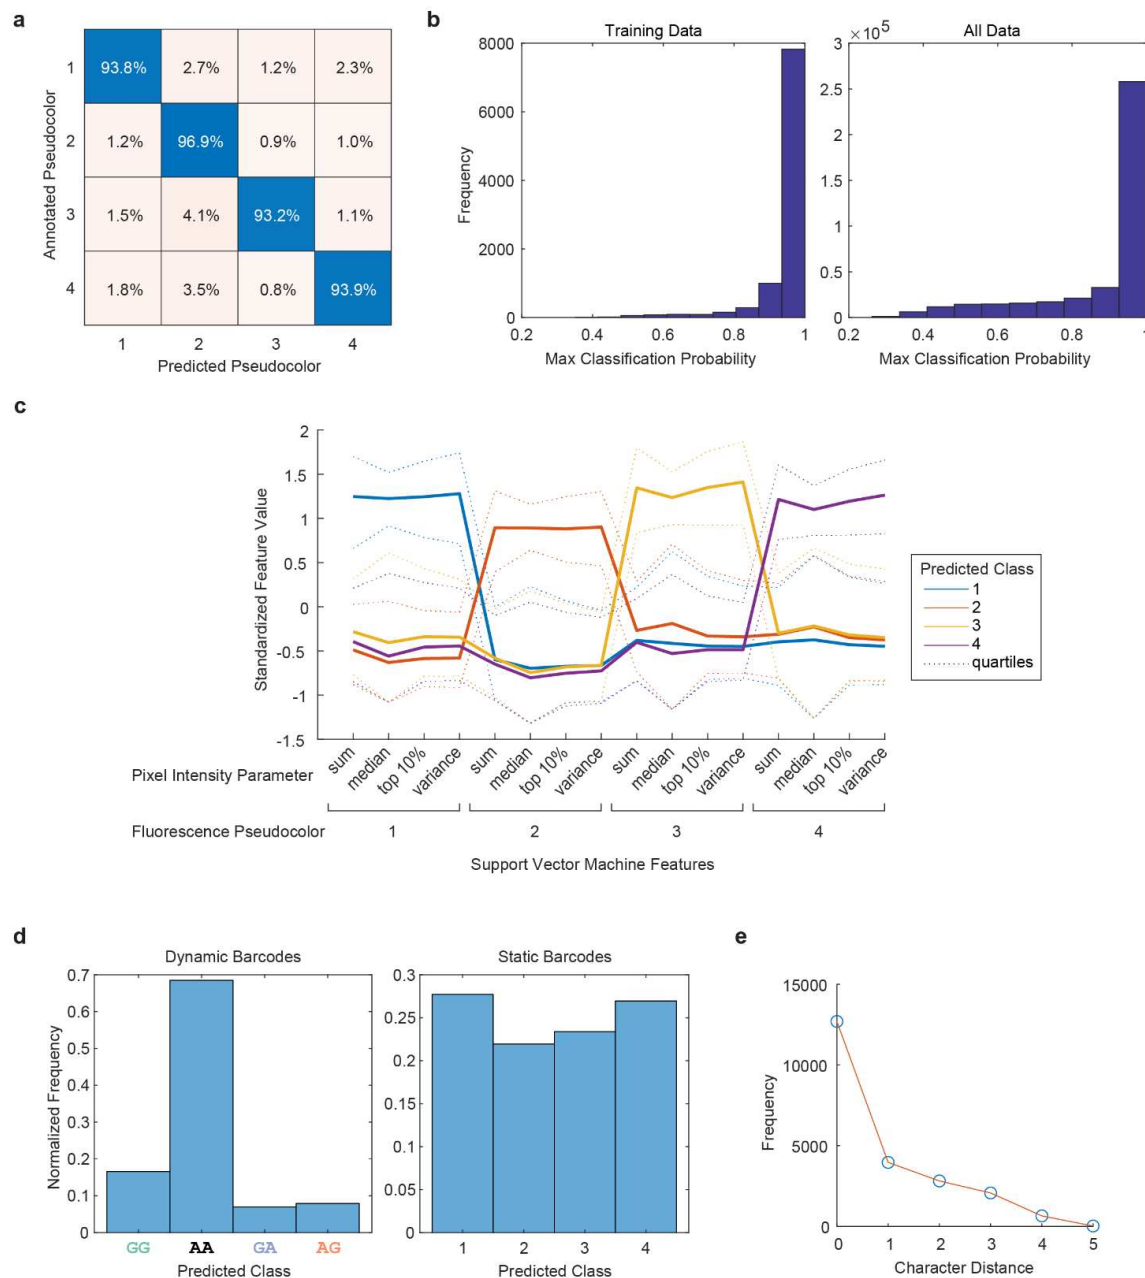 a
1 93.8% 2.7% 1.2% 2.3%
2 1.2% 96.9% 0.9% 1.0%
3 1.5% 4.1% 93.2% 1.1%
4 1.8% 3.5% 0.8% 93.9%
1 2 3 4
Annotated Pseudocolor
Predicted Pseudocolor
b
Training Data
8000
6000
4000
2000
0
0.2 0.4 0.6 0.8 1
Frequency
Max Classification Probability
All Data
× 10^5
3
2.5
2
1.5
1
0.5
0
0.2 0.4 0.6 0.8 1
Max Classification Probability
c
2
1.5
1
0.5
0
-0.5
-1
-1.5
Standardized Feature Value
Predicted Class
1
2
3
4
quartiles
Pixel Intensity Parameter
sum median top 10% variance sum median top 10% variance sum median top 10% variance sum median top 10% variance
Fluorescence Pseudocolor 1 2 3 4
Support Vector Machine Features
d
Dynamic Barcodes
0.7
0.6
0.5
0.4
0.3
0.2
0.1
0
Normalized Frequency
GG AA GA AG
Predicted Class
Static Barcodes
0.3
0.25
0.2
0.15
0.1
0.05
0
1 2 3 4
Predicted Class
e
15000
10000
5000
0
Frequency
0 1 2 3 4 5
Character Distance